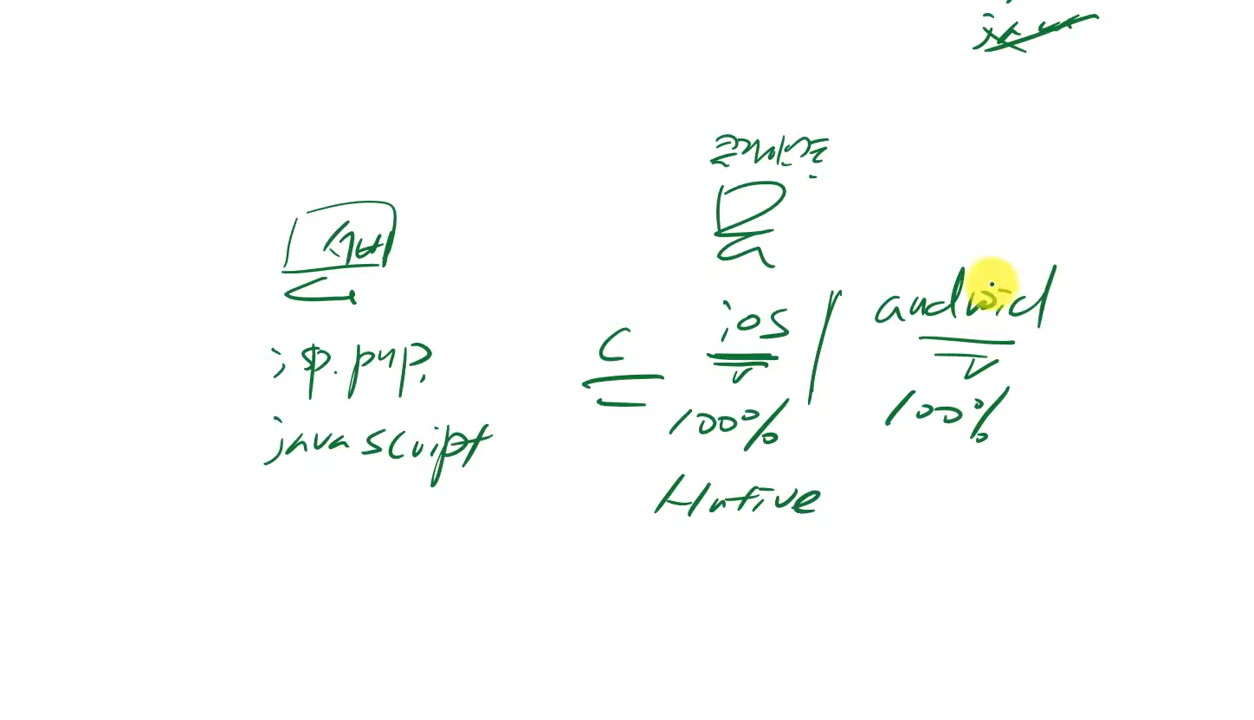 클라이언트
서버
C
ios
android
jsp. php.
100%
100%
javascript
Native